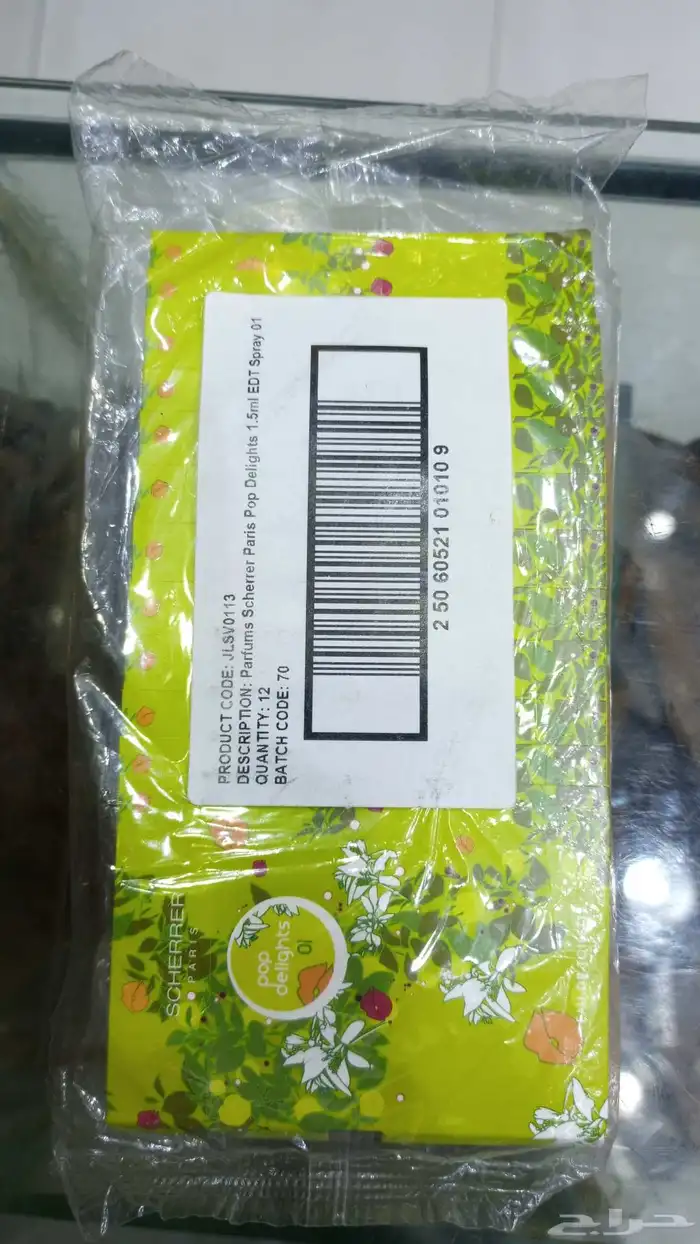 PRODUCT CODE: JLSV0113
DESCRIPTION: Parfums Scherrer Paris Pop Delights 1.5ml EDT Spray 01
QUANTITY: 12
BATCH CODE: 70
2 50 60521 01010 9
SCHERRER
PARIS
pop
delights
01
حراج